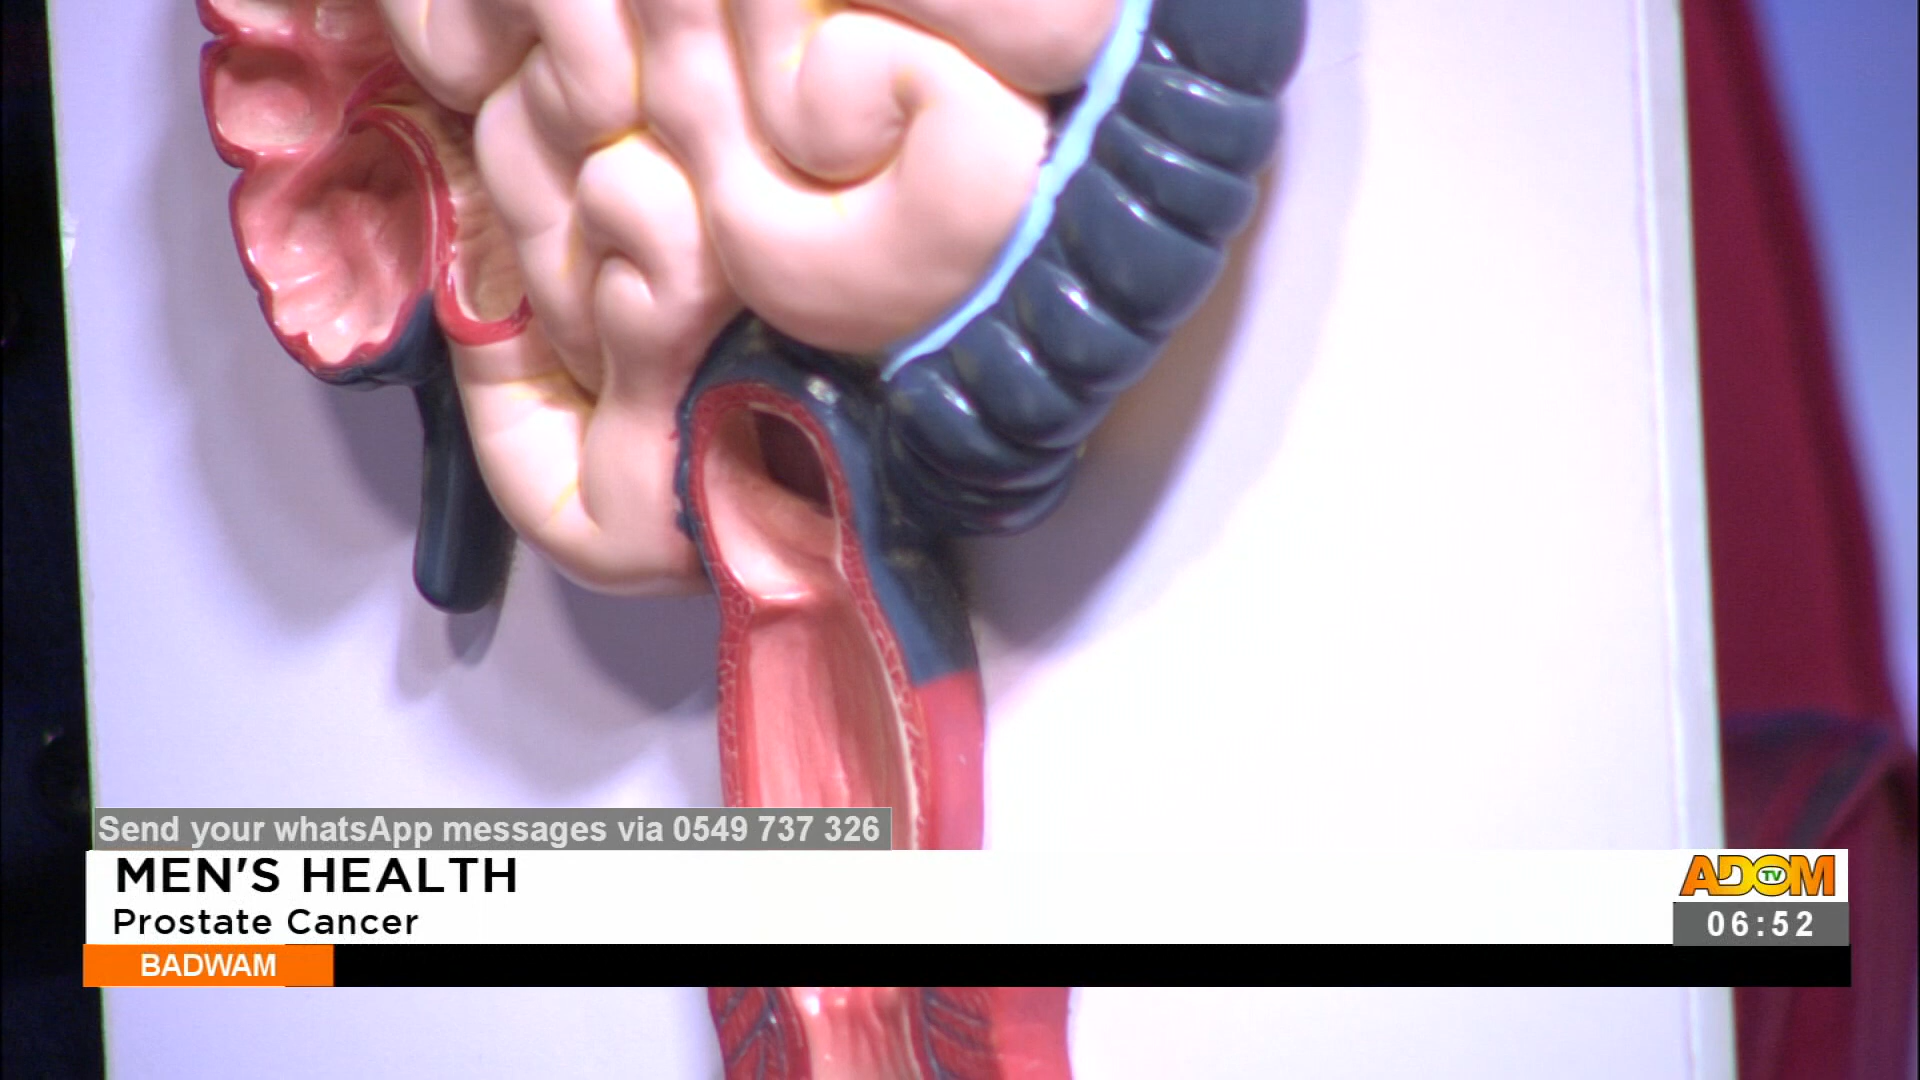 Send your whatsApp messages via 0549 737 326
MEN'S HEALTH
Prostate Cancer
ADOM TV
06:52
BADWAM